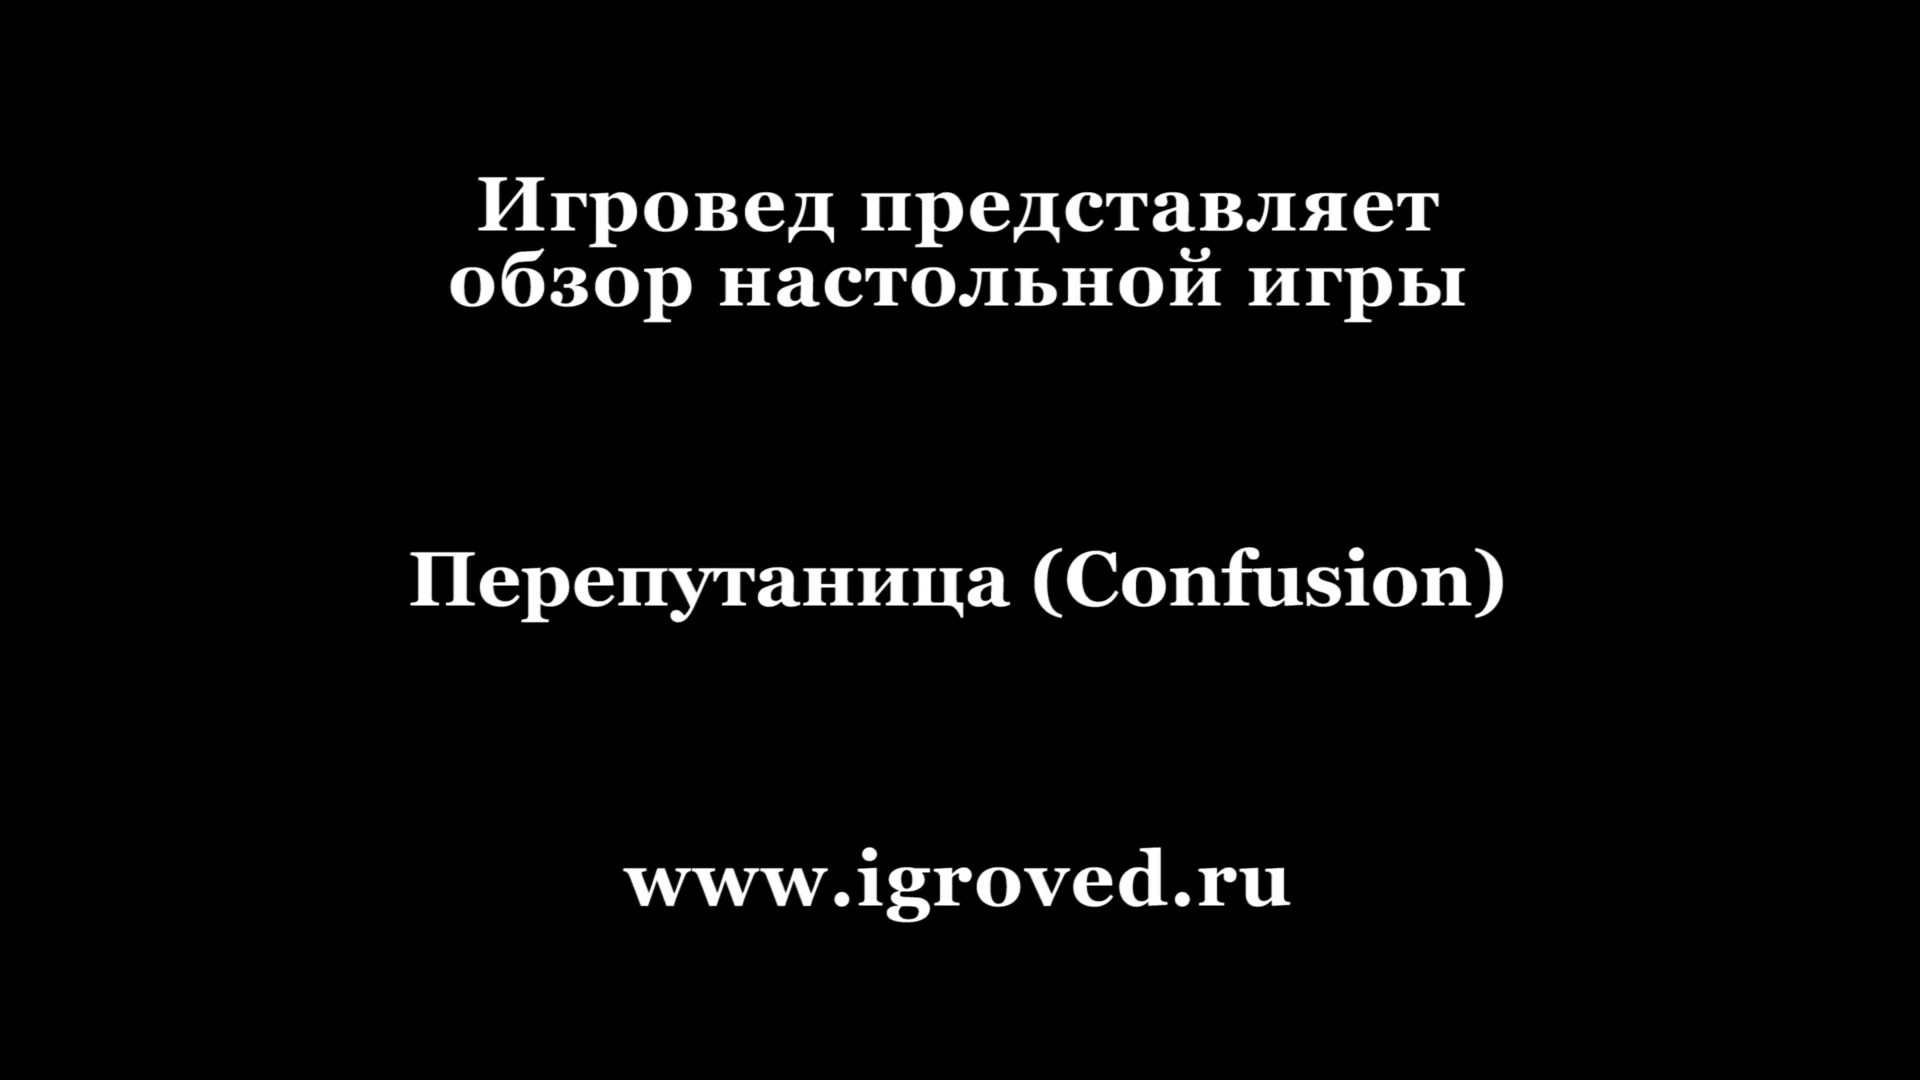 Игровед представляет
обзор настольной игры
Перепутаница (Confusion)
www.igroved.ru